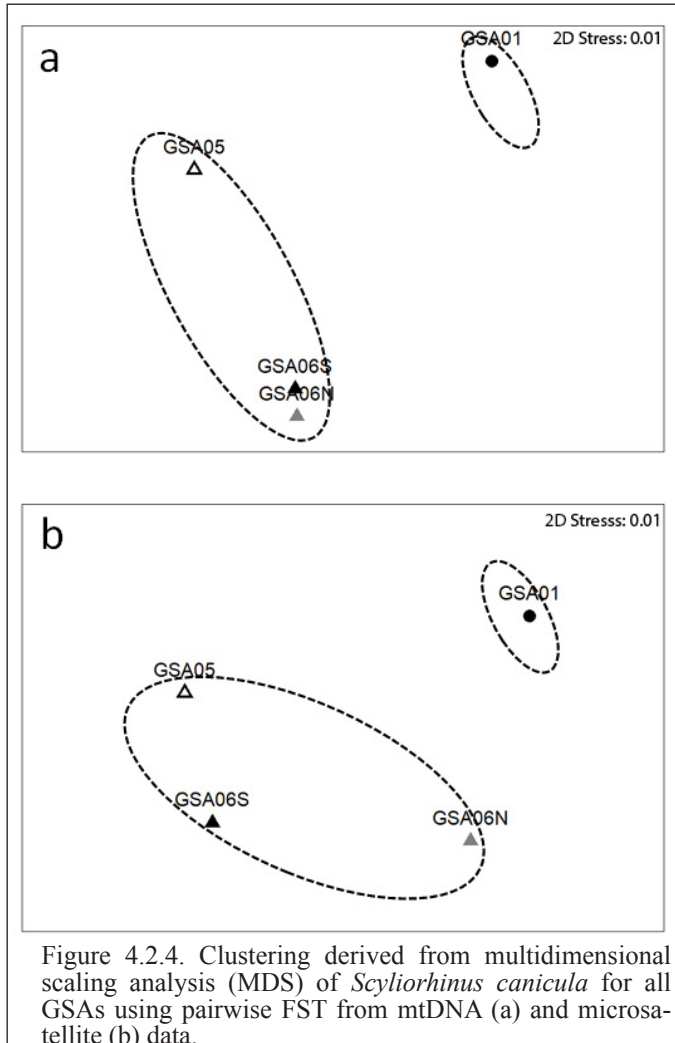 GSA01
2D Stress: 0.01
a
GSA05
GSA06S
GSA06N
2D Stresss: 0.01
b
GSA01
GSA05
GSA06S
GSA06N
Figure 4.2.4. Clustering derived from multidimensional
scaling analysis (MDS) of Scyliorhinus canicula for all
GSAs using pairwise FST from mtDNA (a) and microsa-
tellite (b) data.